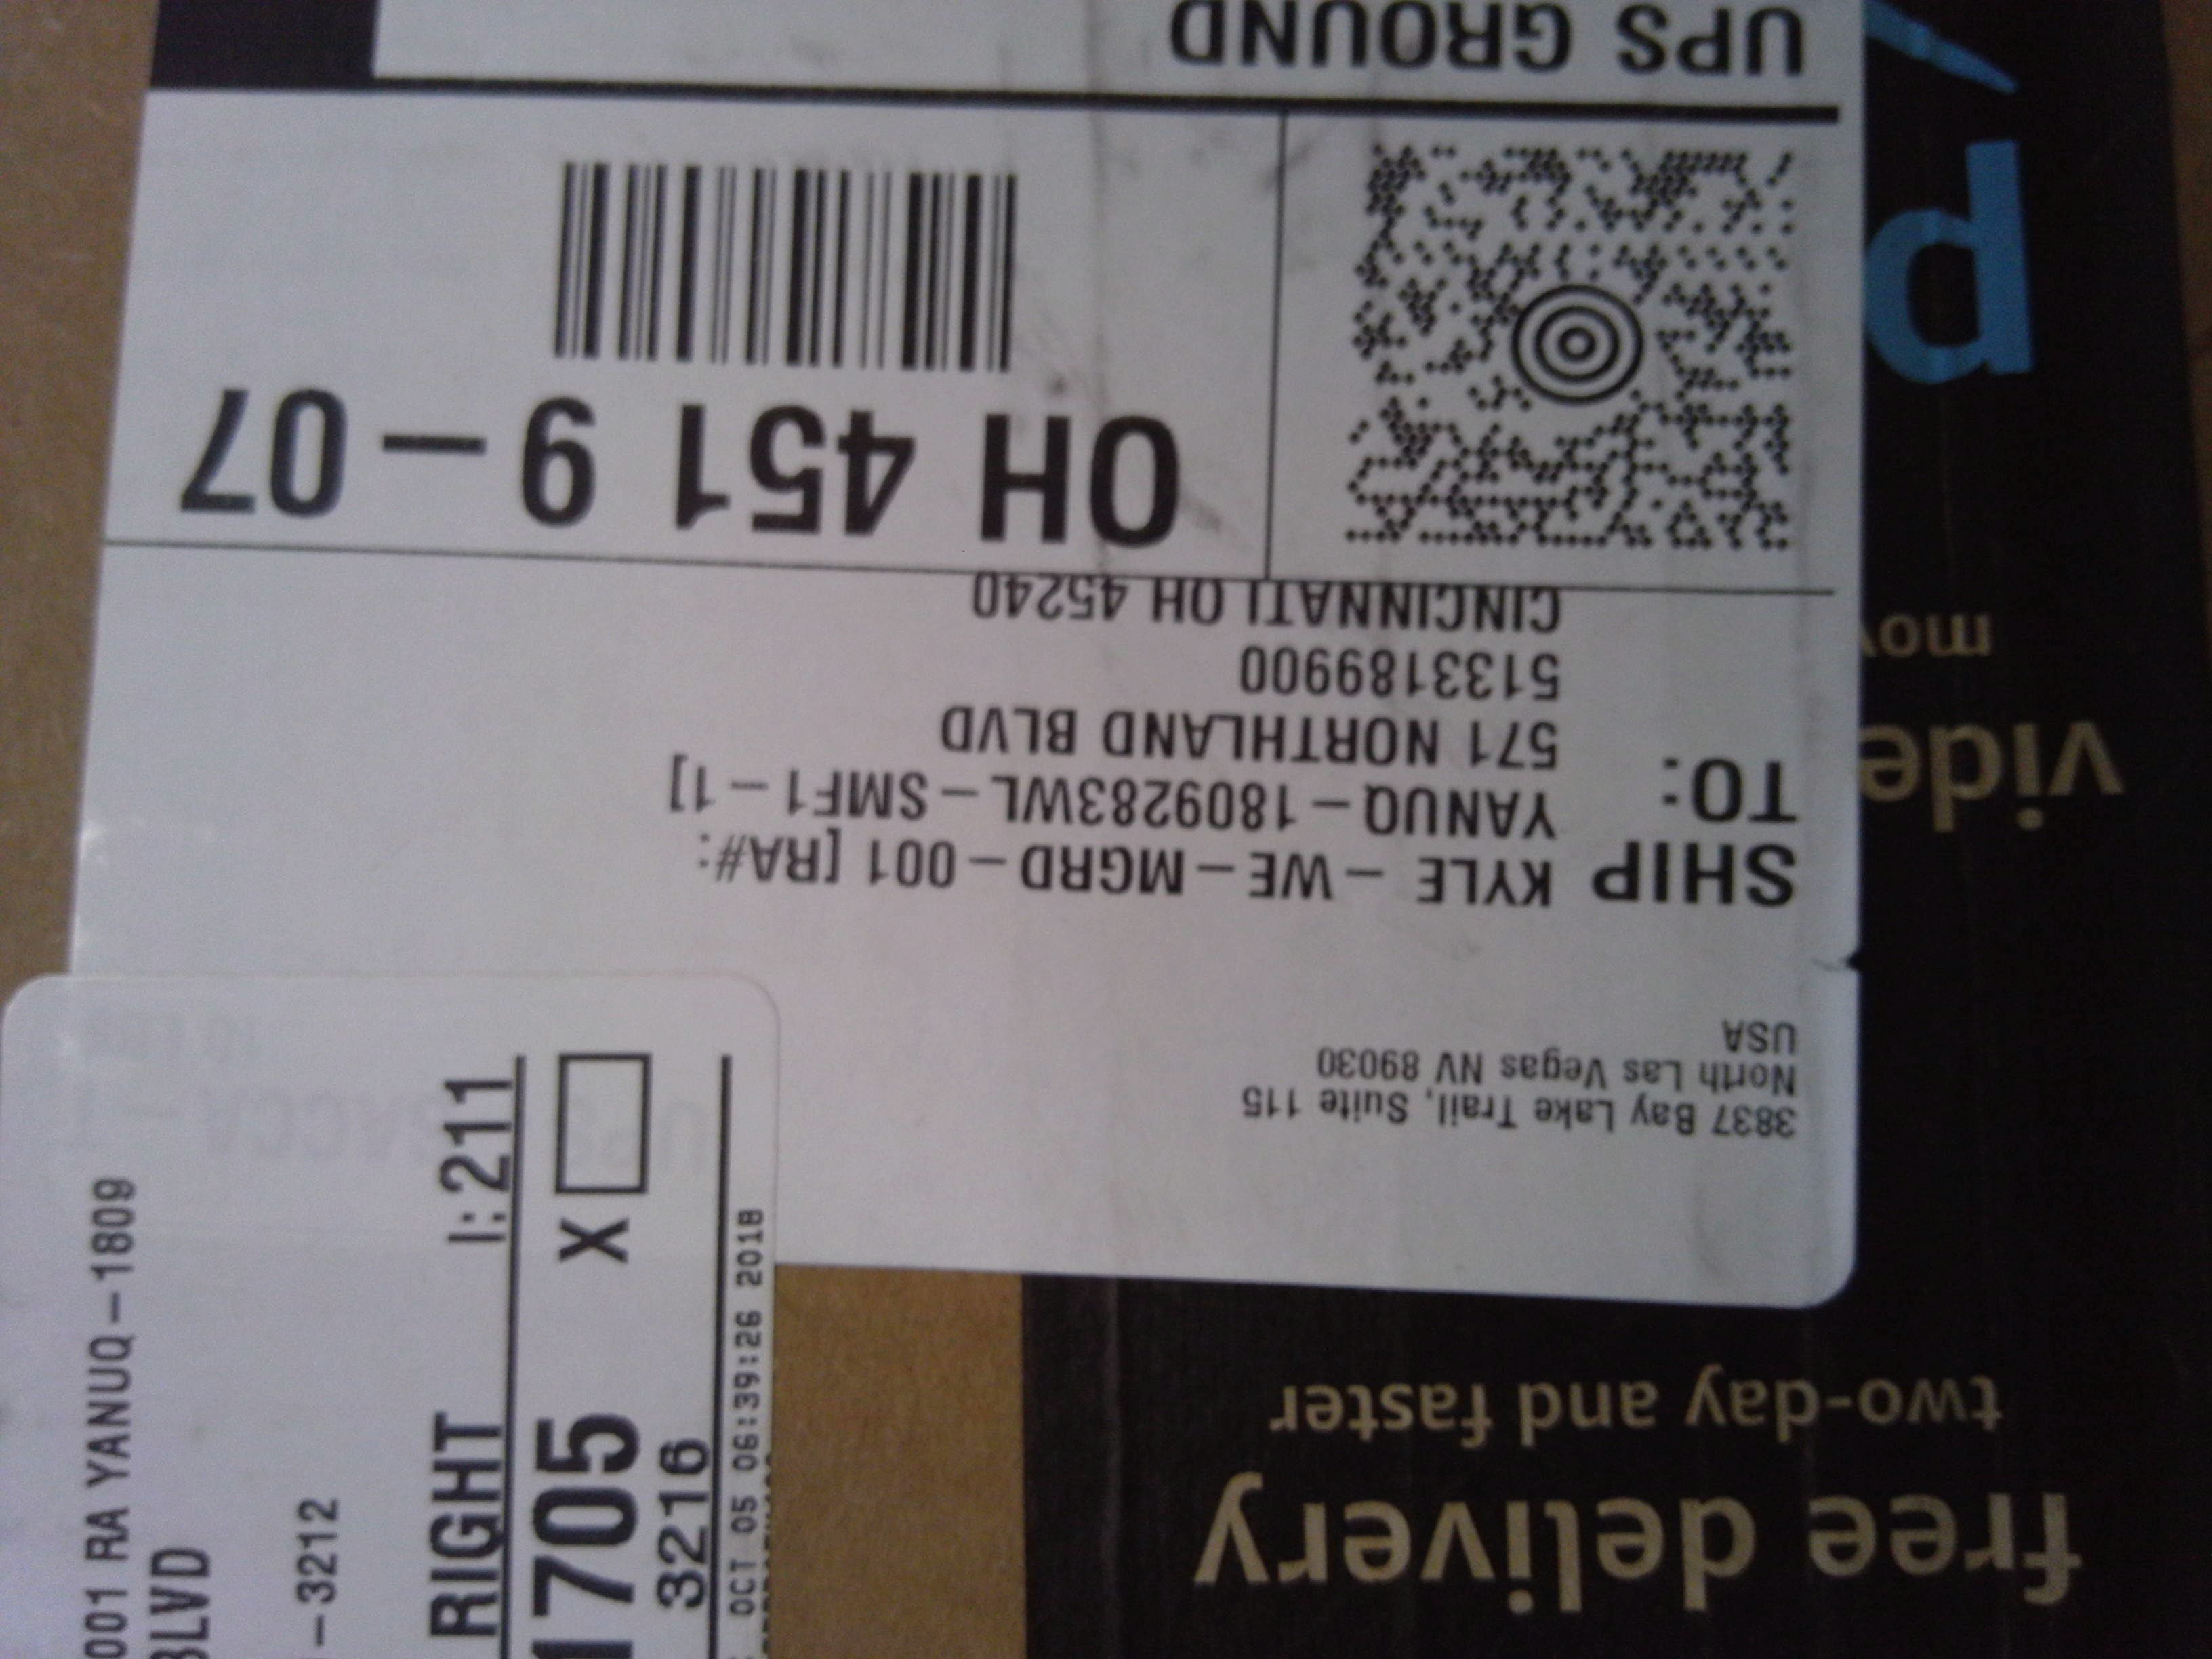 3837 Bay Lake Trail, Suite 115
North Las Vegas NV 89030
USA
SHIP TO:
KYLE - WE - MGRD - 001 [RA#:
YANUQ - 1809283WL - SMF1 - 1]
571 NORTHLAND BLVD
5133189900
CINCINNATI OH 45240
OH 451 9 - 07
UPS GROUND
001 RA YANUQ - 1809
BLVD
-3212
RIGHT I: 211
1705 X
3216
OCT 05 06:39:26 2018
free delivery
two-day and faster
vide
mov
p